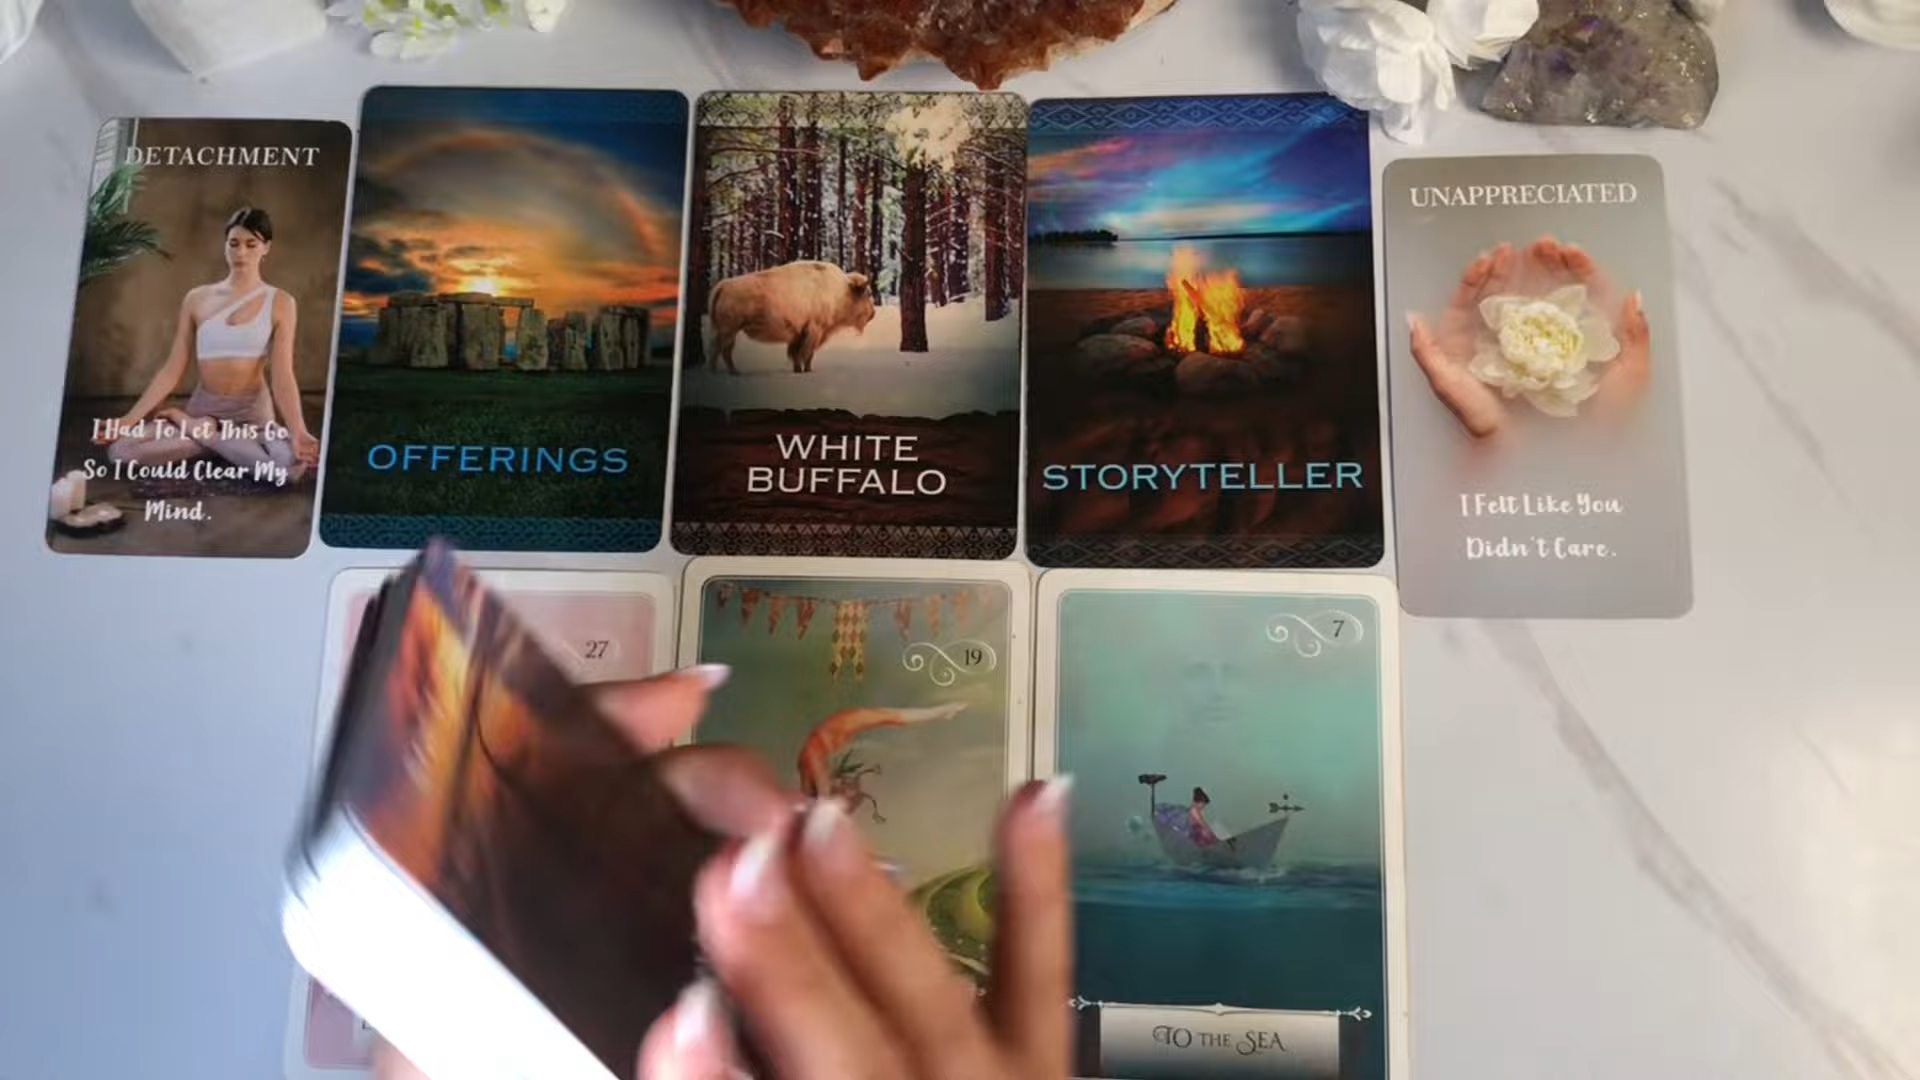 DETACHMENT
I Had To Let This Go
So I Could Clear My
Mind.
OFFERINGS
WHITE
BUFFALO
STORYTELLER
UNAPPRECIATED
I Felt Like You
Didn't Care.
27
19
7
TO THE SEA